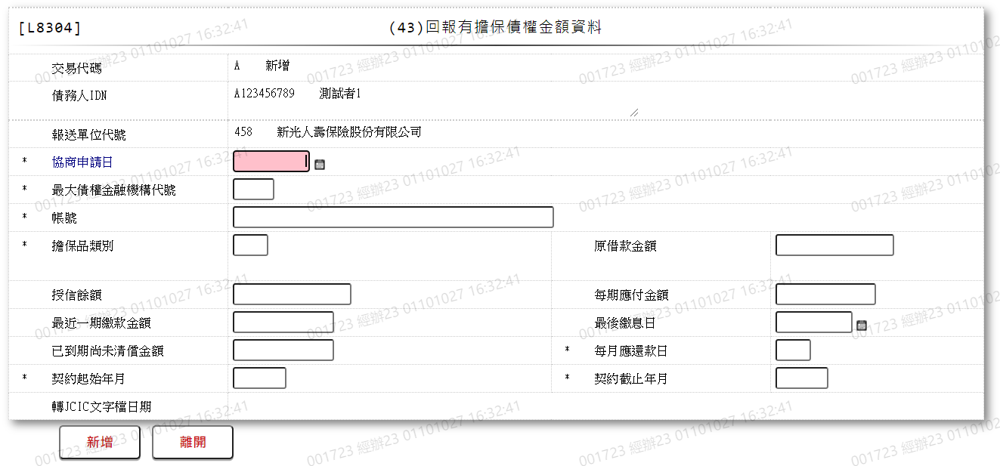 [L8304] (43)回報有擔保債權金額資料
交易代碼 A 新增
債務人IDN A123456789 測試者1
報送單位代號 458 新光人壽保險股份有限公司
* 協商申請日
* 最大債權金融機構代號
* 帳號
* 擔保品類別 原借款金額
授信餘額 每期應付金額
最近一期繳款金額 最後繳息日
已到期尚未清償金額 * 每月應還款日
* 契約起始年月 * 契約截止年月
轉JCIC文字檔日期
新增 離開
001723 經辦23 01101027 16:32:41